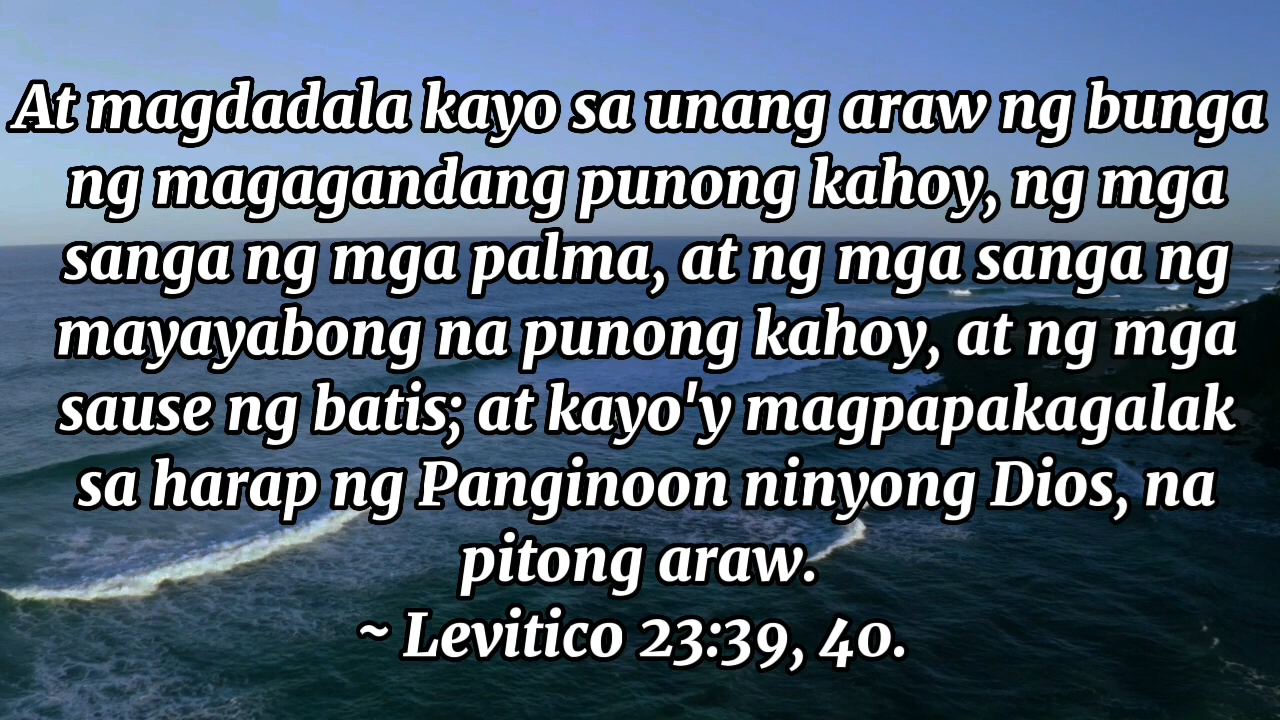 At magdadala kayo sa unang araw ng bunga
ng magagandang punong kahoy, ng mga
sanga ng mga palma, at ng mga sanga ng
mayayabong na punong kahoy, at ng mga
sause ng batis; at kayo'y magpapakagalak
sa harap ng Panginoon ninyong Dios, na
pitong araw.
~ Levitico 23:39, 40.